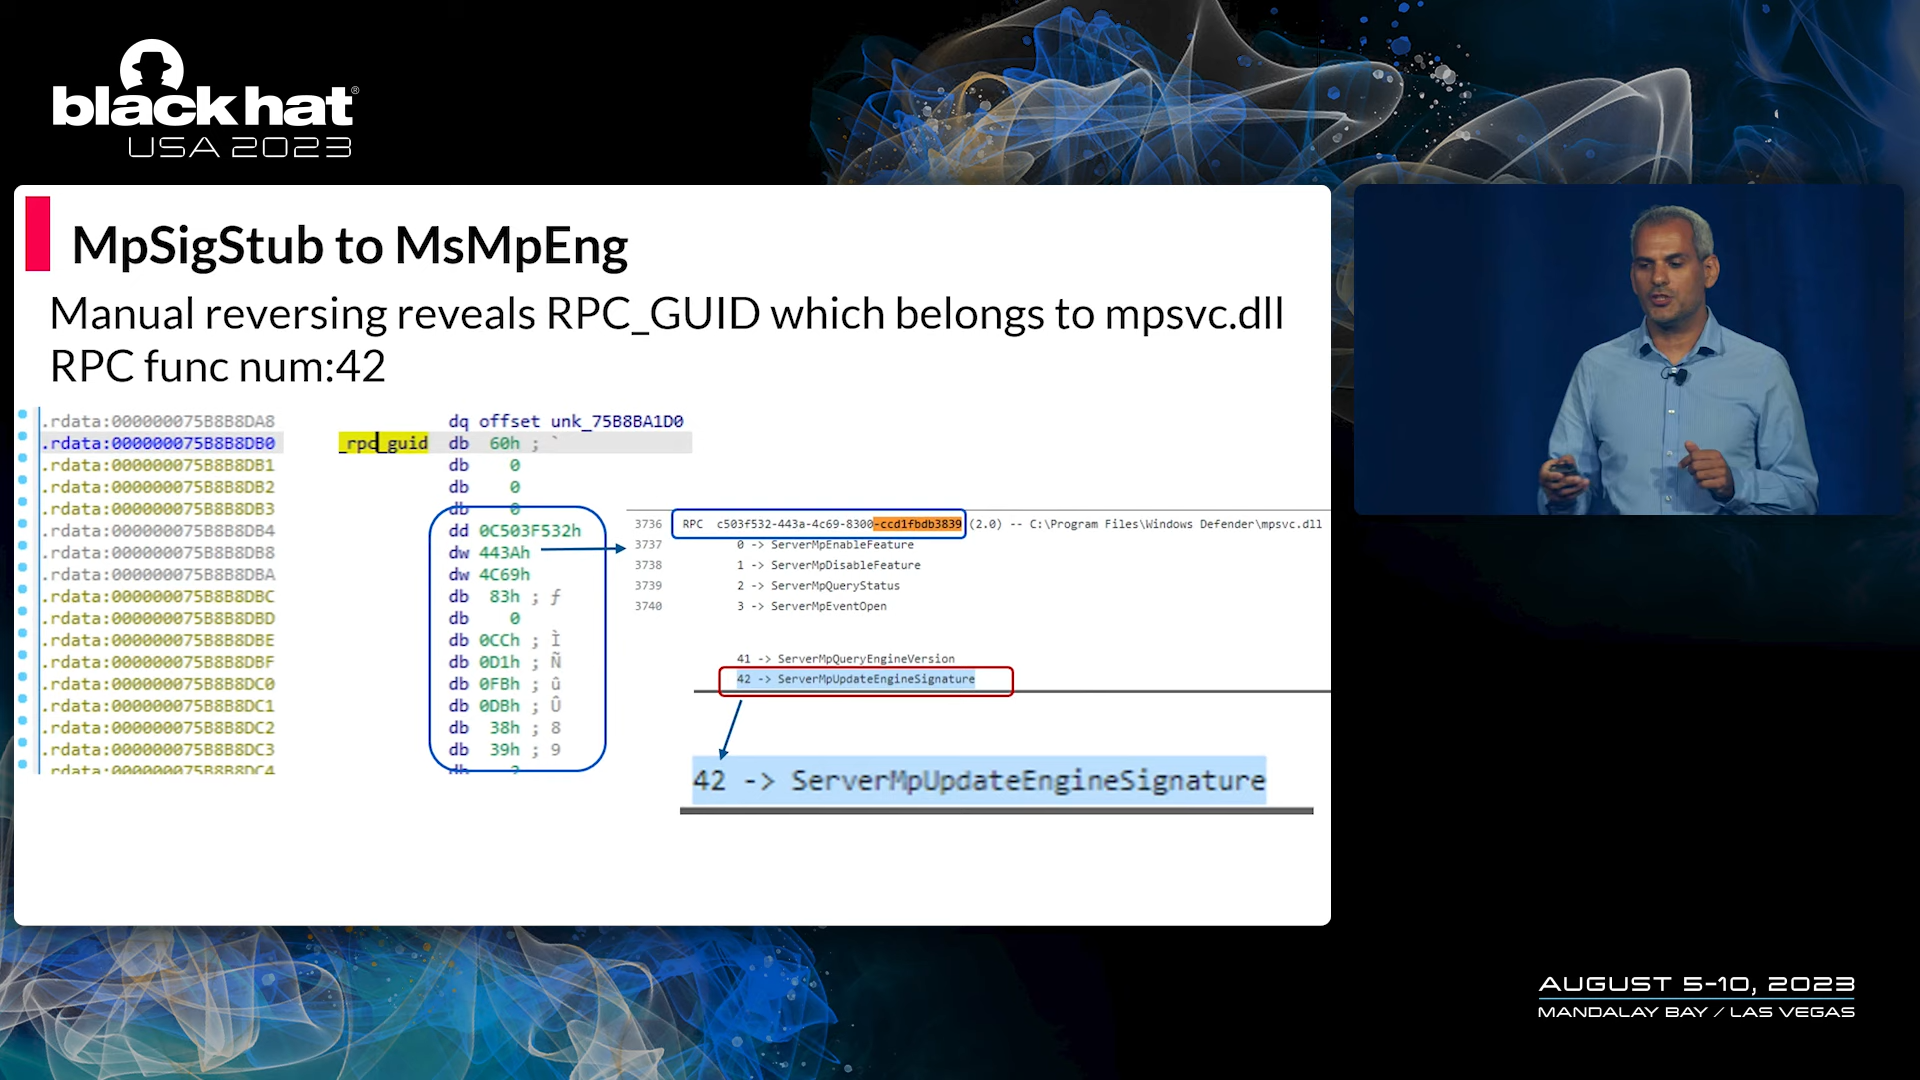 blackhat®
USA 2023
MpSigStub to MsMpEng
Manual reversing reveals RPC_GUID which belongs to mpsvc.dll
RPC func num:42
.rdata:000000075B8B8DA8 dq offset unk_75B8BA1D0
.rdata:000000075B8B8DB0 _rpc_guid db 60h ; `
.rdata:000000075B8B8DB1 db 0
.rdata:000000075B8B8DB2 db 0
.rdata:000000075B8B8DB3 db 0
.rdata:000000075B8B8DB4 dd 0C503F532h
.rdata:000000075B8B8DB8 dw 443Ah
.rdata:000000075B8B8DBA dw 4C69h
.rdata:000000075B8B8DBC db 83h ; ƒ
.rdata:000000075B8B8DBD db 0
.rdata:000000075B8B8DBE db 0CCh ; Ì
.rdata:000000075B8B8DBF db 0D1h ; Ñ
.rdata:000000075B8B8DC0 db 0FBh ; û
.rdata:000000075B8B8DC1 db 0DBh ; Û
.rdata:000000075B8B8DC2 db 38h ; 8
.rdata:000000075B8B8DC3 db 39h ; 9
.rdata:000000075B8B8DC4 db 2
3736 RPC c503f532-443a-4c69-8300-ccd1fbdb3839 (2.0) -- C:\Program Files\Windows Defender\mpsvc.dll
3737 0 -> ServerMpEnableFeature
3738 1 -> ServerMpDisableFeature
3739 2 -> ServerMpQueryStatus
3740 3 -> ServerMpEventOpen
41 -> ServerMpQueryEngineVersion
42 -> ServerMpUpdateEngineSignature
42 -> ServerMpUpdateEngineSignature
AUGUST 5-10, 2023
MANDALAY BAY / LAS VEGAS